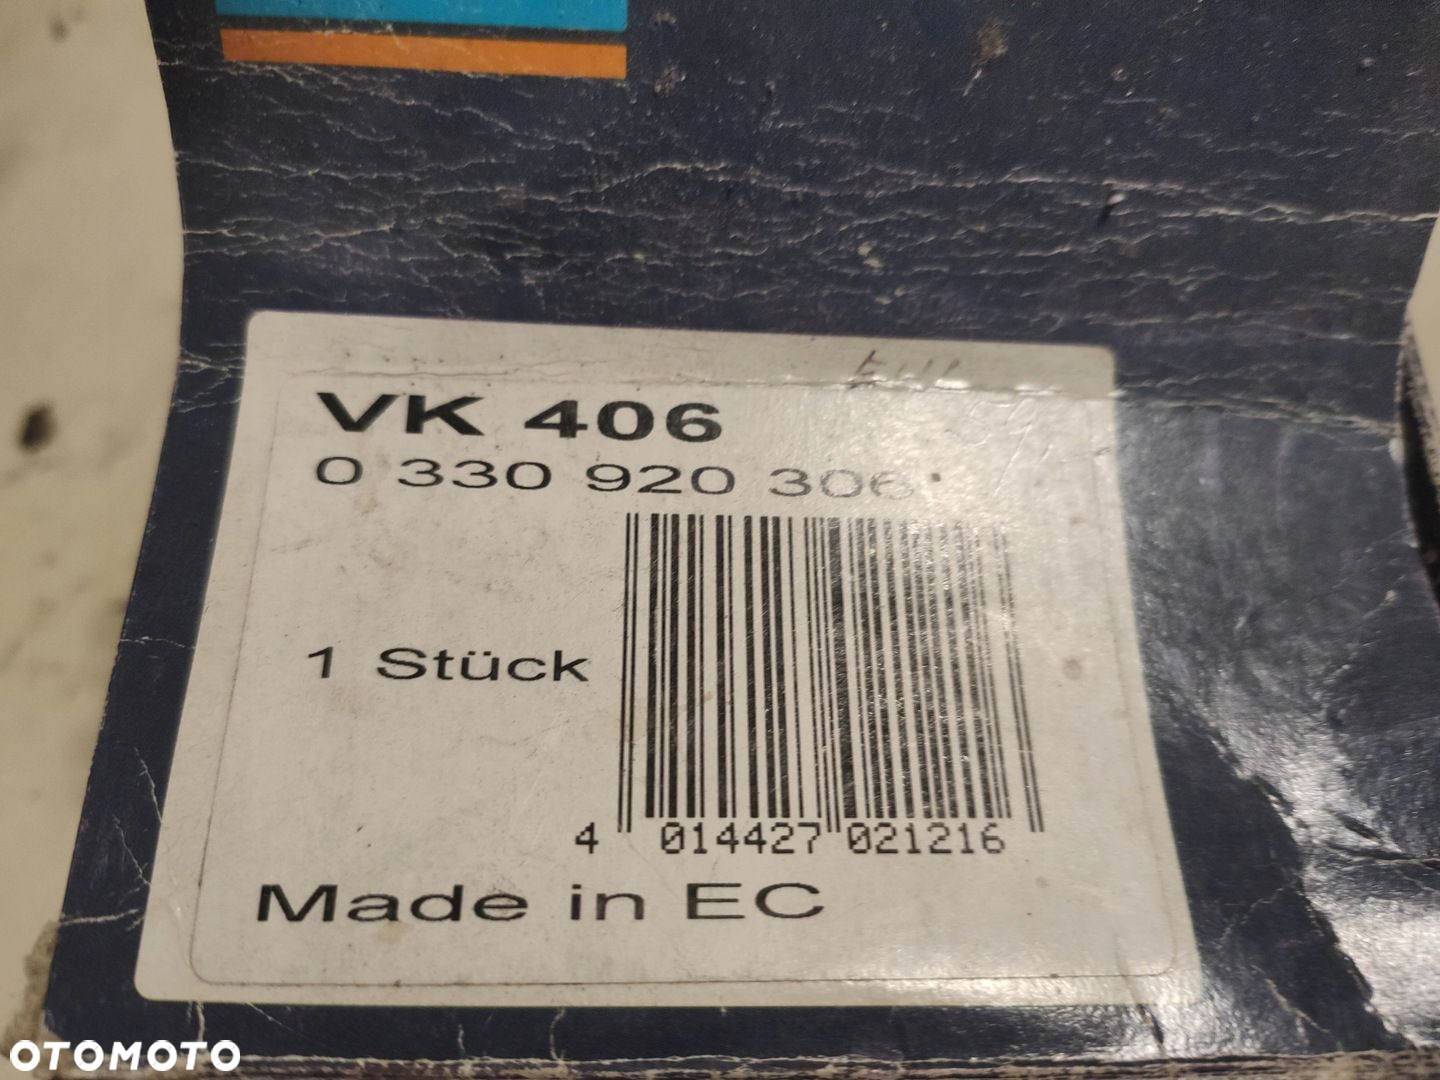 VK 406
0 330 920 306
1 Stück
4 014427 021216
Made in EC
OTOMOTO